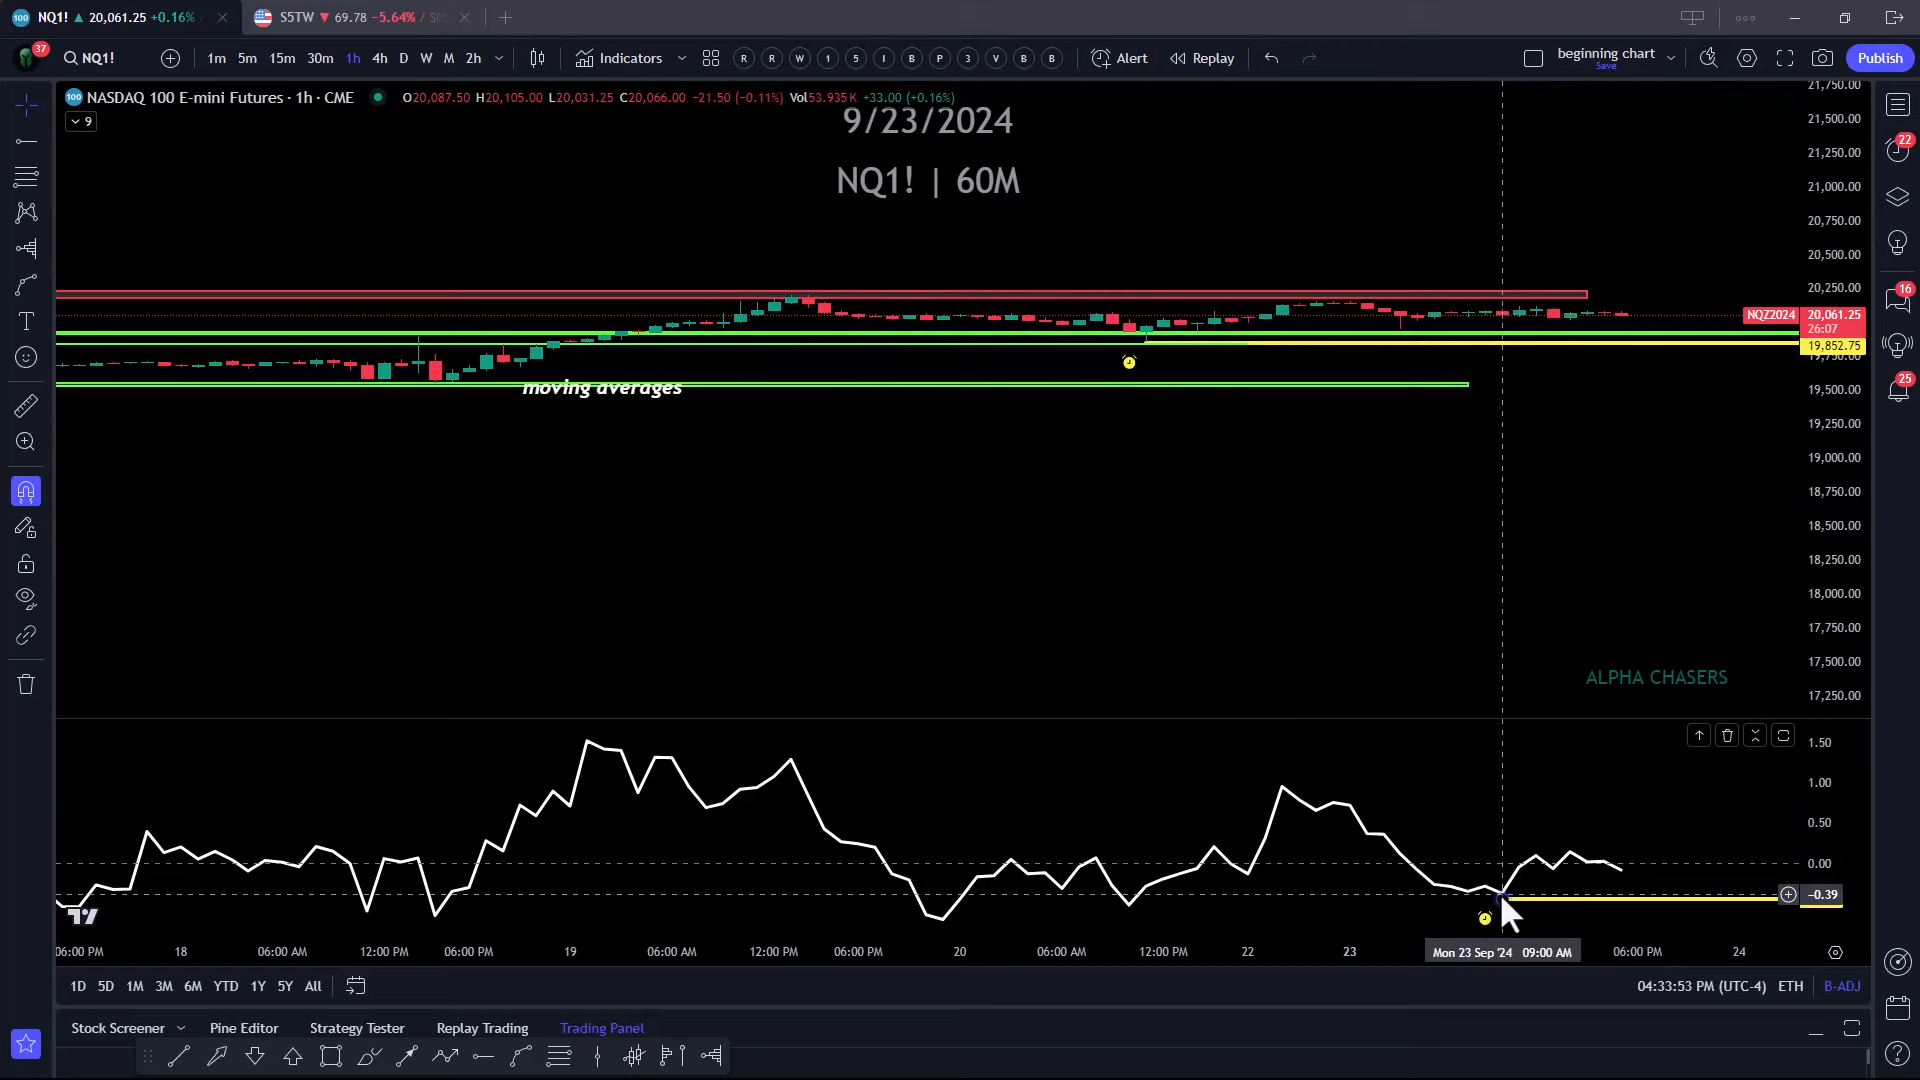 NQ1! ▲ 20,061.25 +0.16%
S5TW ▼ 69.78 −5.64% / SP
37
NQ1!
1m 5m 15m 30m 1h 4h D W M 2h
Indicators
R R W 1 5 I B P 3 V B B
Alert
Replay
beginning chart
Save
Publish
NASDAQ 100 E-mini Futures · 1h · CME
O20,087.50 H20,105.00 L20,031.25 C20,066.00 −21.50 (−0.11%) Vol53.935K +33.00 (+0.16%)
9
9/23/2024
NQ1! | 60M
21,750.00
21,500.00
21,250.00
21,000.00
20,750.00
20,500.00
20,250.00
NQZ2024 20,061.25
26:07
19,852.75
19,750.00
19,500.00
19,250.00
19,000.00
18,750.00
18,500.00
18,250.00
18,000.00
17,750.00
17,500.00
17,250.00
moving averages
ALPHA CHASERS
22
16
25
1.50
1.00
0.50
0.00
−0.39
06:00 PM 18 06:00 AM 12:00 PM 06:00 PM 19 06:00 AM 12:00 PM 06:00 PM 20 06:00 AM 12:00 PM 22 23 Mon 23 Sep '24 09:00 AM 06:00 PM 24
1D 5D 1M 3M 6M YTD 1Y 5Y All
04:33:53 PM (UTC-4) ETH B-ADJ
Stock Screener Pine Editor Strategy Tester Replay Trading Trading Panel